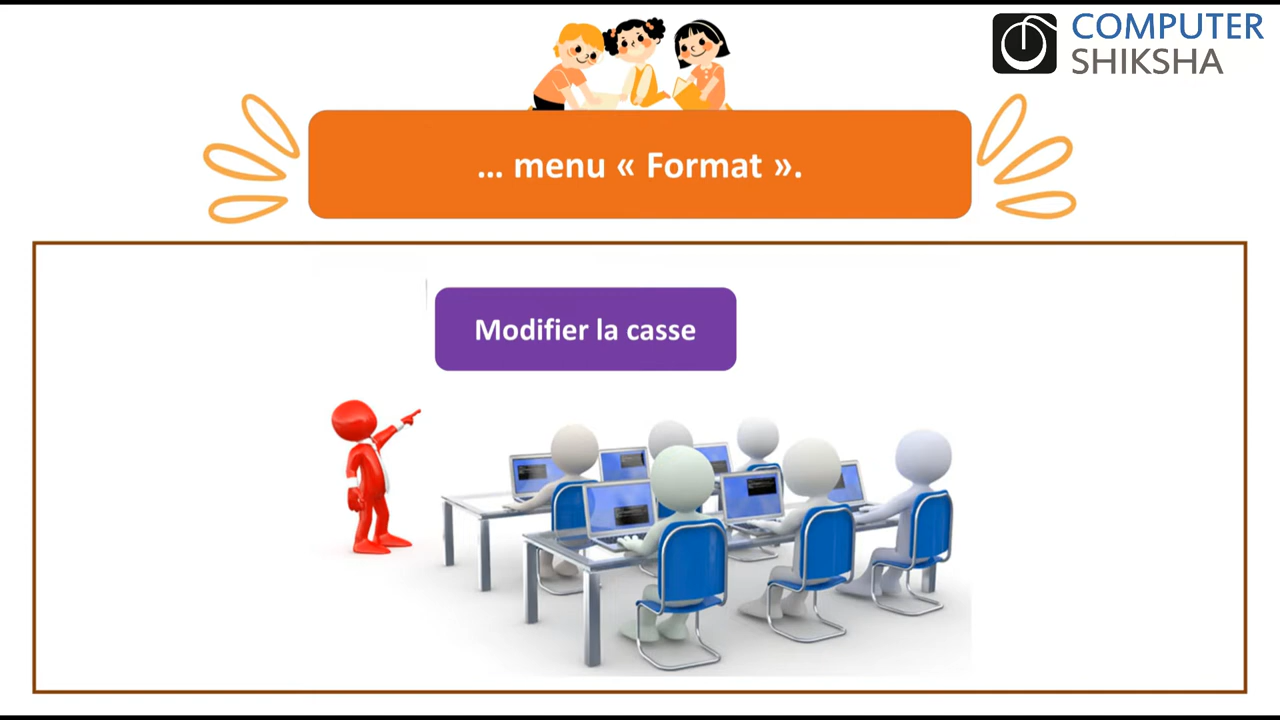 COMPUTER
SHIKSHA
... menu « Format ».
Modifier la casse